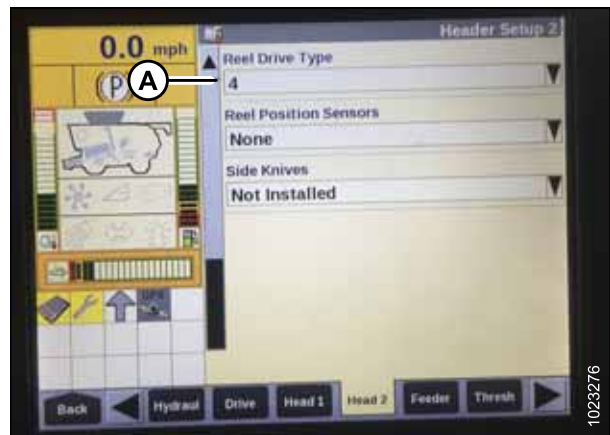 0.0 mph
Header Setup 2
(P)
A
Reel Drive Type
4
Reel Position Sensors
None
Side Knives
Not Installed
GPS
Back
Hydraul
Drive
Head 1
Head 2
Feeder
Thresh
1023276